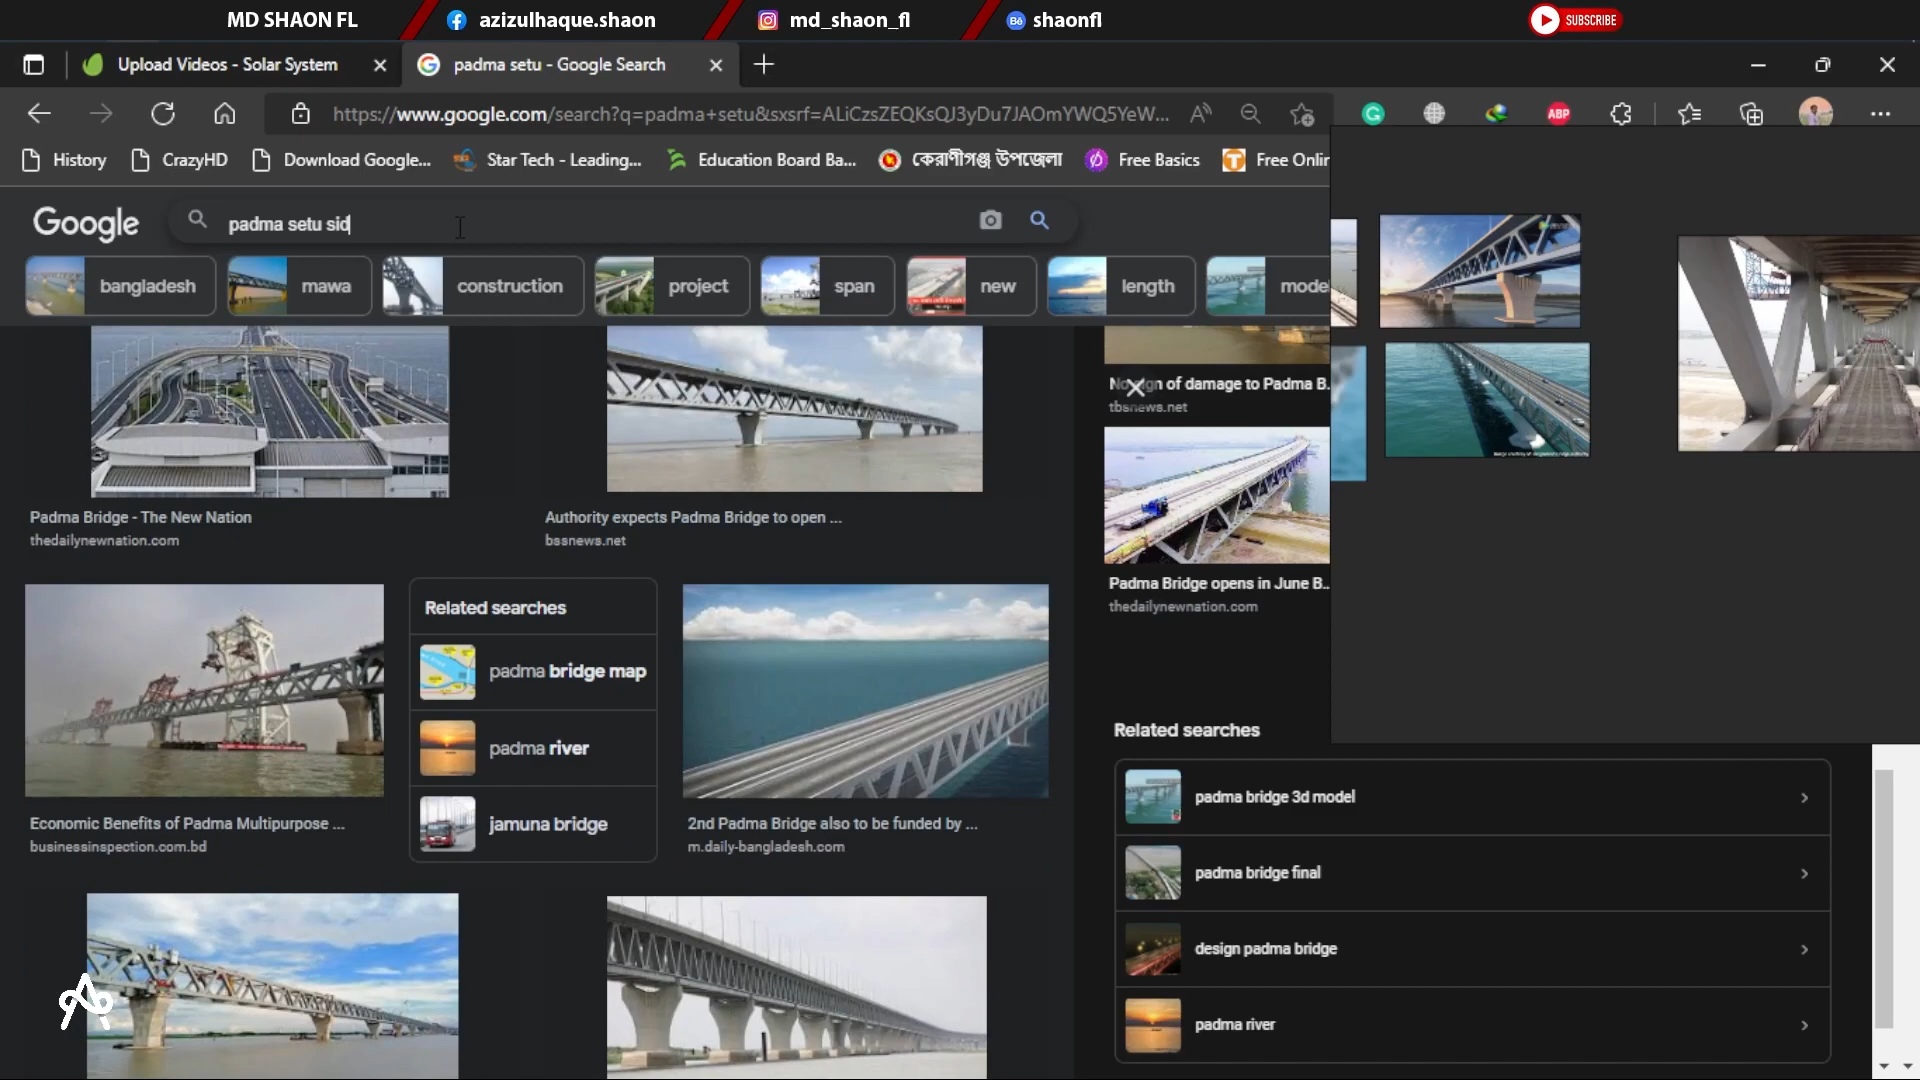 MD SHAON FL
azizulhaque.shaon
md_shaon_fl
Bē shaonfl
SUBSCRIBE
Upload Videos - Solar System
padma setu - Google Search
https://www.google.com/search?q=padma+setu&sxsrf=ALiCzsZEQKsQJ3yDu7JAOmYWQ5YeW...
ABP
History
CrazyHD
Download Google...
Star Tech - Leading...
Education Board Ba...
কেরাণীগঞ্জ উপজেলা
Free Basics
Free Onlir
Google
padma setu sid
bangladesh
mawa
construction
project
span
new
length
model
Padma Bridge - The New Nation
thedailynewnation.com
Authority expects Padma Bridge to open ...
bssnews.net
of damage to Padma B..
tbsnews.net
Padma Bridge opens in June B..
thedailynewnation.com
Related searches
padma bridge map
padma river
jamuna bridge
Economic Benefits of Padma Multipurpose ...
businessinspection.com.bd
2nd Padma Bridge also to be funded by ...
m.daily-bangladesh.com
Related searches
padma bridge 3d model
padma bridge final
design padma bridge
padma river